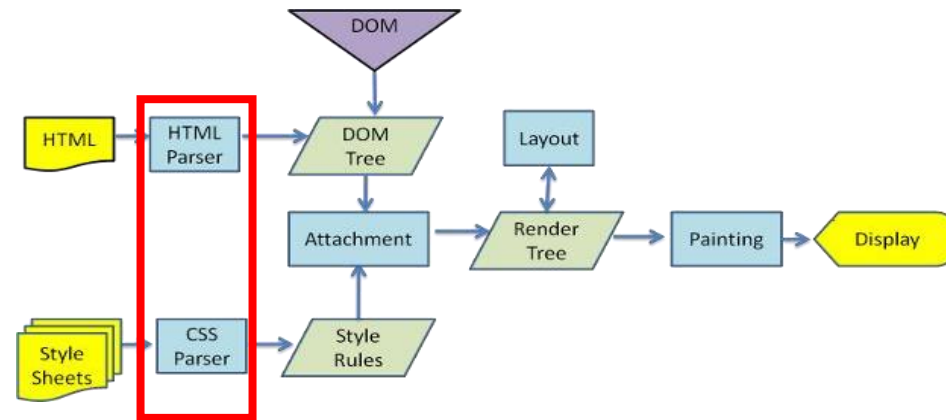 DOM
HTML
HTML
Parser
DOM
Tree
Layout
Attachment
Render
Tree
Painting
Display
Style
Sheets
CSS
Parser
Style
Rules